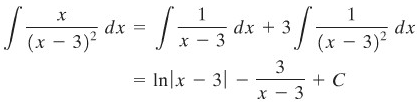 ∫ x/(x − 3)² dx = ∫ 1/(x − 3) dx + 3 ∫ 1/(x − 3)² dx
= ln|x − 3| − 3/(x − 3) + C